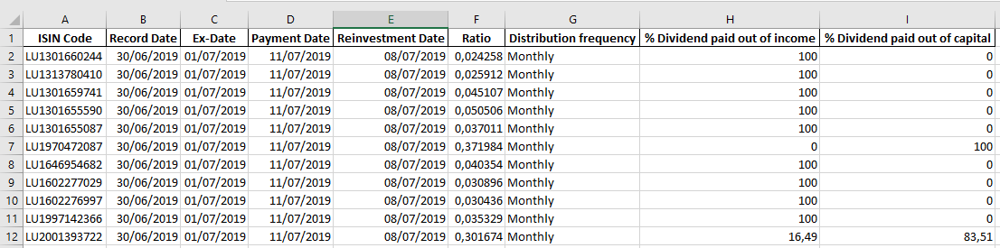 A B C D E F G H I
1 ISIN Code Record Date Ex-Date Payment Date Reinvestment Date Ratio Distribution frequency % Dividend paid out of income % Dividend paid out of capital
2 LU1301660244 30/06/2019 01/07/2019 11/07/2019 08/07/2019 0,024258 Monthly 100 0
3 LU1313780410 30/06/2019 01/07/2019 11/07/2019 08/07/2019 0,025912 Monthly 100 0
4 LU1301659741 30/06/2019 01/07/2019 11/07/2019 08/07/2019 0,045107 Monthly 100 0
5 LU1301655590 30/06/2019 01/07/2019 11/07/2019 08/07/2019 0,050506 Monthly 100 0
6 LU1301655087 30/06/2019 01/07/2019 11/07/2019 08/07/2019 0,037011 Monthly 100 0
7 LU1970472087 30/06/2019 01/07/2019 11/07/2019 08/07/2019 0,371984 Monthly 0 100
8 LU1646954682 30/06/2019 01/07/2019 11/07/2019 08/07/2019 0,040354 Monthly 100 0
9 LU1602277029 30/06/2019 01/07/2019 11/07/2019 08/07/2019 0,030896 Monthly 100 0
10 LU1602276997 30/06/2019 01/07/2019 11/07/2019 08/07/2019 0,030436 Monthly 100 0
11 LU1997142366 30/06/2019 01/07/2019 11/07/2019 08/07/2019 0,035329 Monthly 100 0
12 LU2001393722 30/06/2019 01/07/2019 11/07/2019 08/07/2019 0,301674 Monthly 16,49 83,51